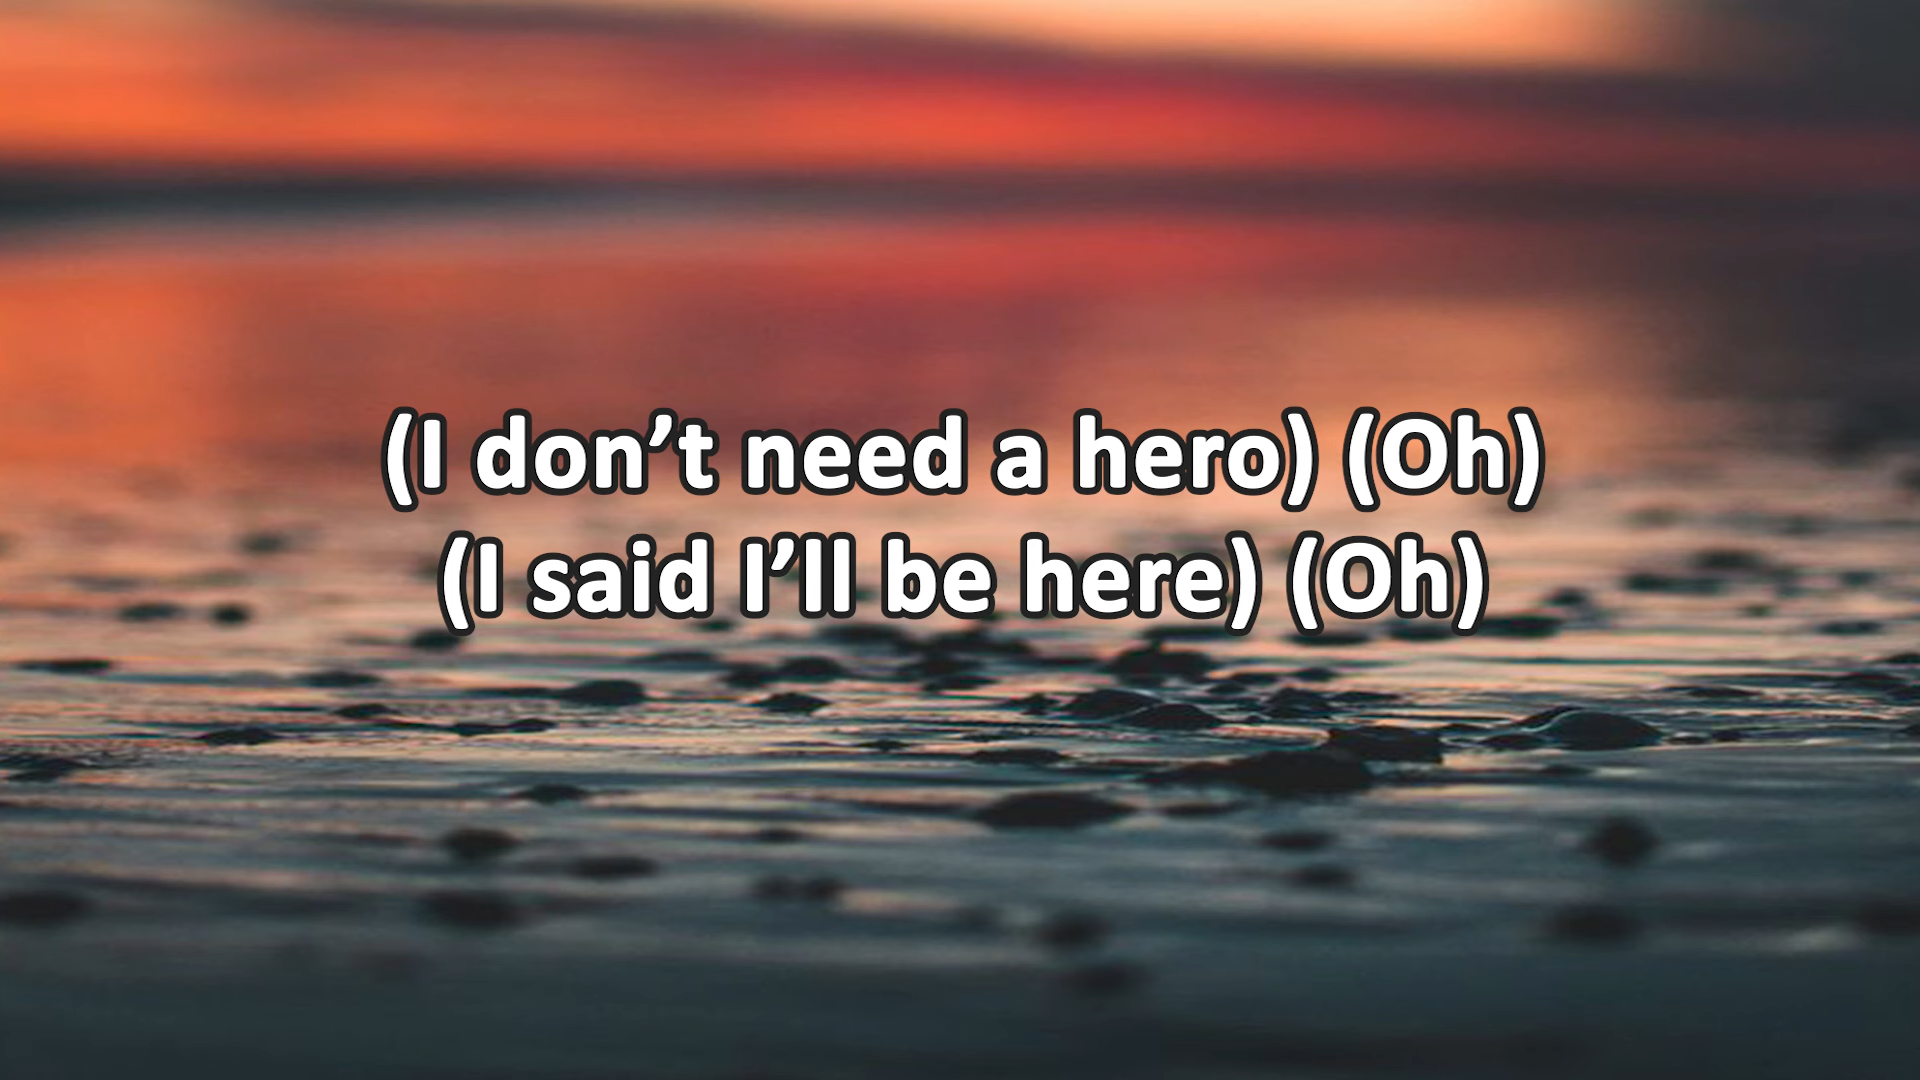 (I don’t need a hero) (Oh)
(I said I’ll be here) (Oh)